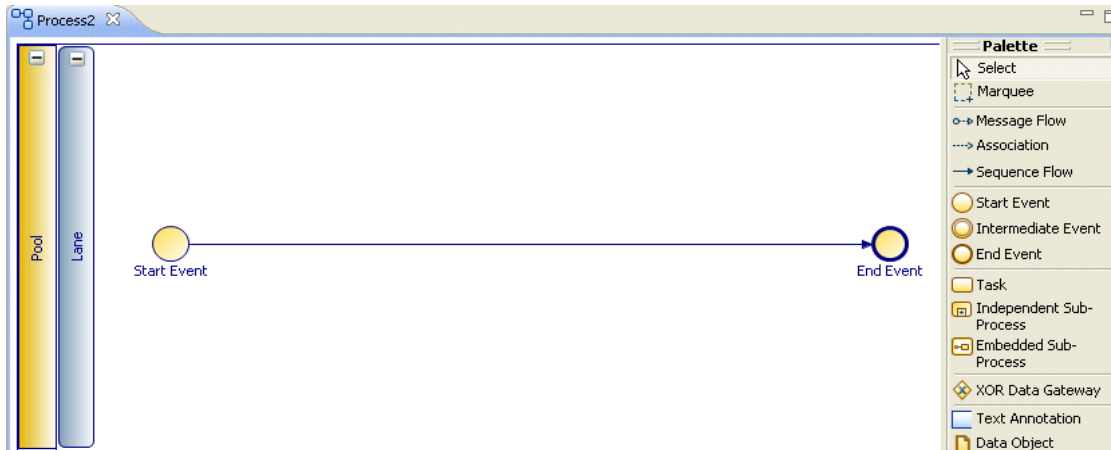 Process2
Pool
Lane
Start Event
End Event
Palette
Select
Marquee
Message Flow
Association
Sequence Flow
Start Event
Intermediate Event
End Event
Task
Independent Sub-
Process
Embedded Sub-
Process
XOR Data Gateway
Text Annotation
Data Object